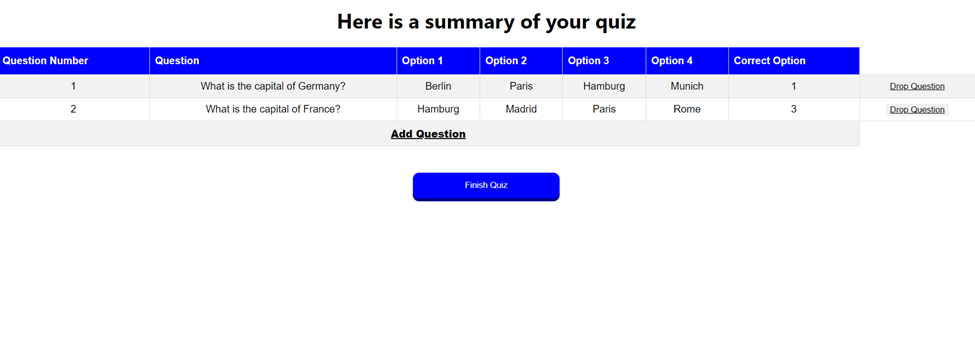 Here is a summary of your quiz
Question Number Question Option 1 Option 2 Option 3 Option 4 Correct Option
1 What is the capital of Germany? Berlin Paris Hamburg Munich 1 Drop Question
2 What is the capital of France? Hamburg Madrid Paris Rome 3 Drop Question
Add Question
Finish Quiz